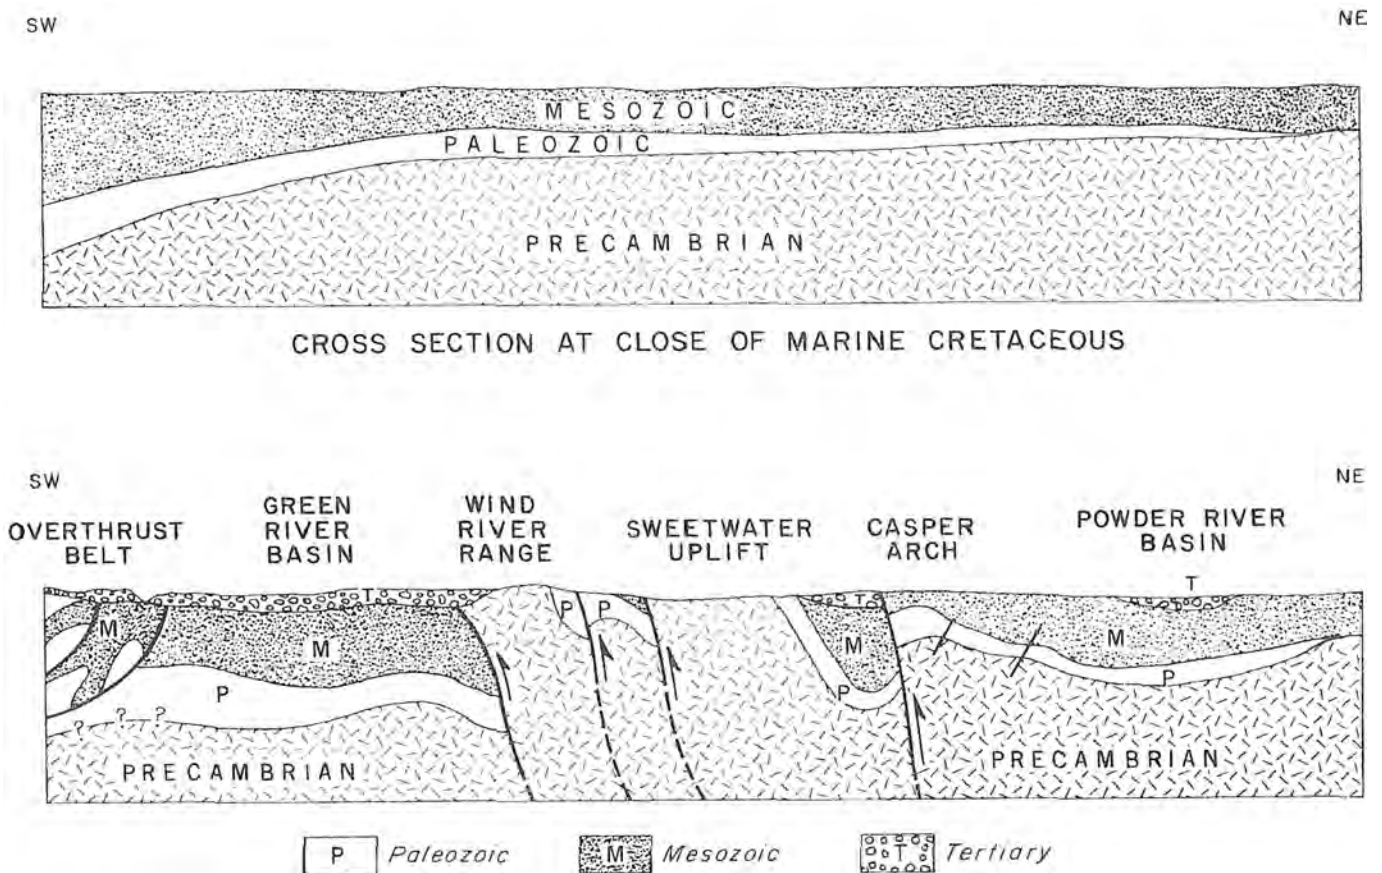 SW
NE
MESOZOIC
PALEOZOIC
PRECAMBRIAN
CROSS SECTION AT CLOSE OF MARINE CRETACEOUS
SW
NE
OVERTHRUST
BELT
GREEN
RIVER
BASIN
WIND
RIVER
RANGE
SWEETWATER
UPLIFT
CASPER
ARCH
POWDER RIVER
BASIN
T
T
T
M
M
P
P
M
M
P
P
P
? ? ?
PRECAMBRIAN
PRECAMBRIAN
P Paleozoic
M Mesozoic
T Tertiary